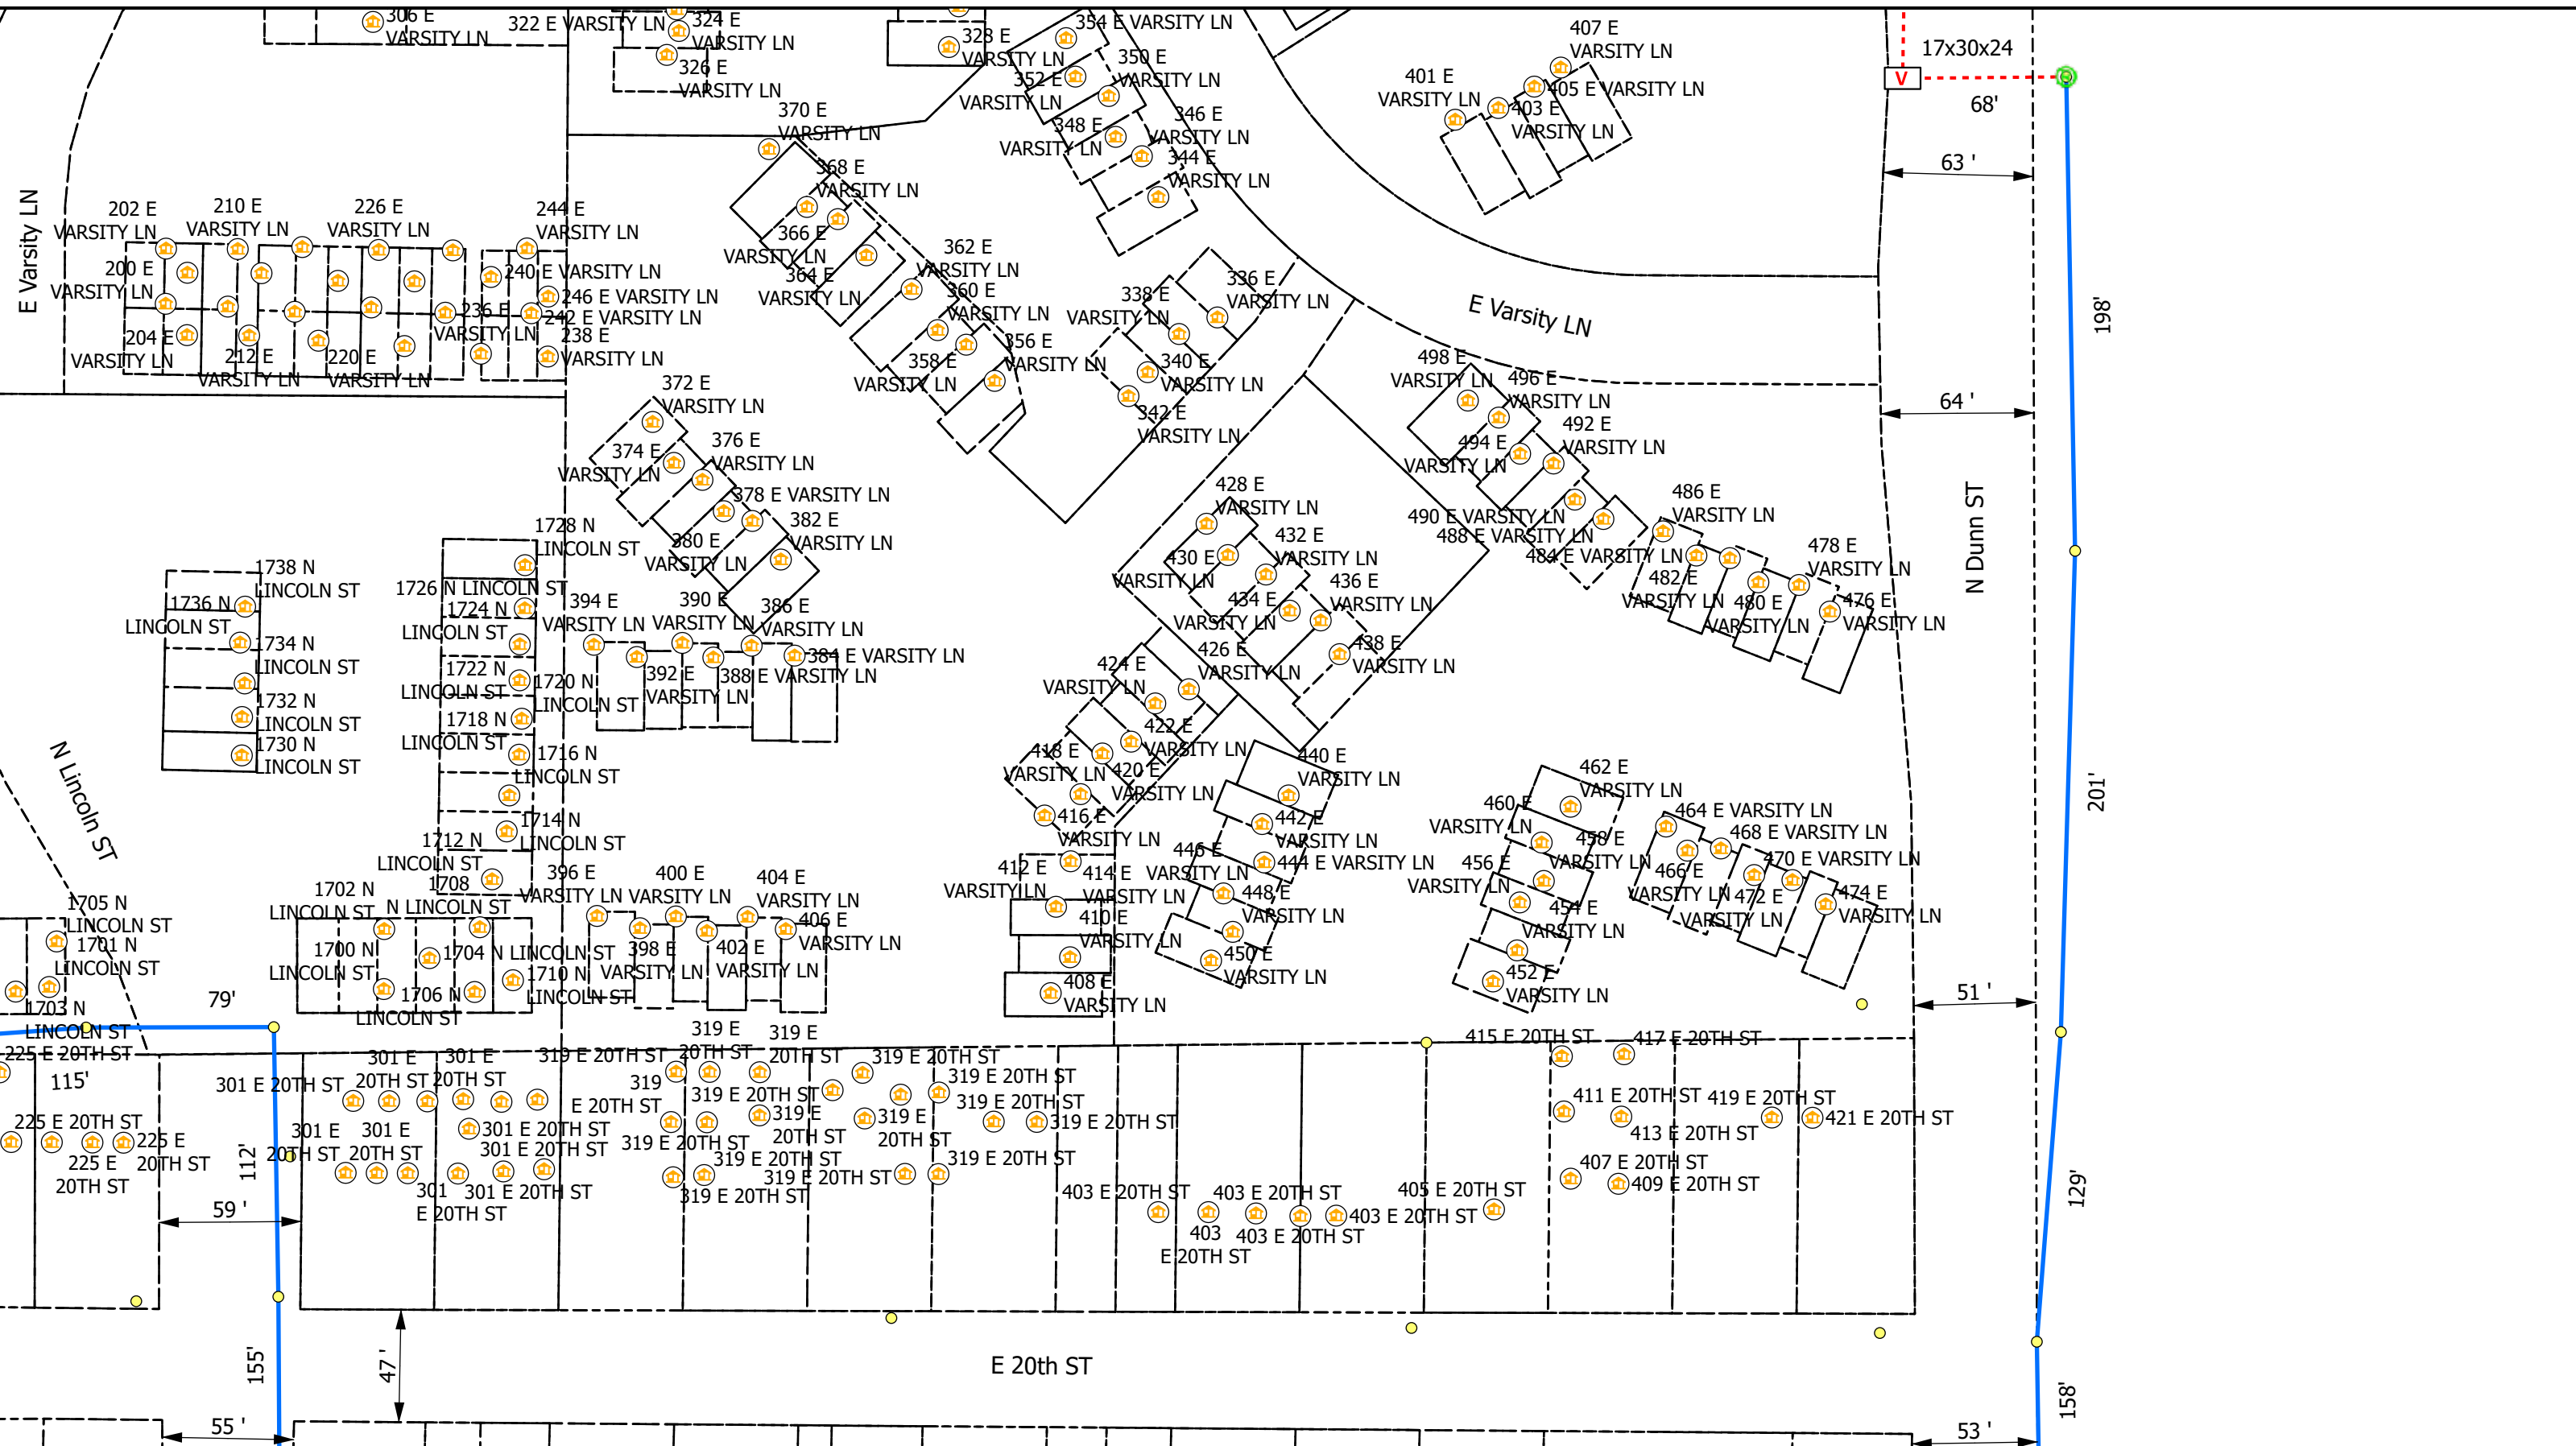 306 E
VARSITY LN
322 E VARSITY LN
324 E
VARSITY LN
326 E
VARSITY LN
328 E
VARSITY LN
354 E VARSITY LN
350 E
VARSITY LN
352 E
VARSITY LN
348 E
VARSITY LN
346 E
VARSITY LN
344 E
VARSITY LN
407 E
VARSITY LN
401 E
VARSITY LN
405 E VARSITY LN
403 E
VARSITY LN
17x30x24
V
68'
63 '
370 E
VARSITY LN
368 E
VARSITY LN
366 E
VARSITY LN
364 E
VARSITY LN
362 E
VARSITY LN
360 E
VARSITY LN
358 E
VARSITY LN
356 E
VARSITY LN
E Varsity LN
202 E
VARSITY LN
210 E
VARSITY LN
226 E
VARSITY LN
244 E
VARSITY LN
200 E
VARSITY LN
240 E VARSITY LN
246 E VARSITY LN
236 E
VARSITY LN
242 E VARSITY LN
238 E
VARSITY LN
204 E
VARSITY LN
212 E
VARSITY LN
220 E
VARSITY LN
336 E
VARSITY LN
338 E
VARSITY LN
340 E
VARSITY LN
342 E
VARSITY LN
E Varsity LN
198'
64 '
N Dunn ST
372 E
VARSITY LN
374 E
VARSITY LN
376 E
VARSITY LN
378 E VARSITY LN
380 E
VARSITY LN
382 E
VARSITY LN
498 E
VARSITY LN
496 E
VARSITY LN
494 E
VARSITY LN
492 E
VARSITY LN
490 E VARSITY LN
488 E VARSITY LN
486 E
VARSITY LN
484 E VARSITY LN
482 E
VARSITY LN
480 E
VARSITY LN
478 E
VARSITY LN
476 E
VARSITY LN
428 E
VARSITY LN
430 E
VARSITY LN
432 E
VARSITY LN
434 E
VARSITY LN
436 E
VARSITY LN
438 E
VARSITY LN
1738 N
LINCOLN ST
1736 N
LINCOLN ST
1734 N
LINCOLN ST
1732 N
LINCOLN ST
1730 N
LINCOLN ST
1728 N
LINCOLN ST
1726 N LINCOLN ST
1724 N
LINCOLN ST
1722 N
LINCOLN ST
1720 N
LINCOLN ST
1718 N
LINCOLN ST
1716 N
LINCOLN ST
1714 N
LINCOLN ST
1712 N
LINCOLN ST
1708
N LINCOLN ST
394 E
VARSITY LN
390 E
VARSITY LN
386 E
VARSITY LN
384 E VARSITY LN
392 E
VARSITY LN
388 E VARSITY LN
424 E
VARSITY LN
426 E
VARSITY LN
422 E
VARSITY LN
418 E
VARSITY LN
420 E
VARSITY LN
416 E
VARSITY LN
440 E
VARSITY LN
442 E
VARSITY LN
444 E VARSITY LN
446 E
VARSITY LN
448 E
VARSITY LN
450 E
VARSITY LN
462 E
VARSITY LN
460 E
VARSITY LN
458 E
VARSITY LN
456 E
VARSITY LN
454 E
VARSITY LN
452 E
VARSITY LN
464 E VARSITY LN
468 E VARSITY LN
466 E
VARSITY LN
470 E VARSITY LN
472 E
VARSITY LN
474 E
VARSITY LN
201'
N Lincoln ST
1705 N
LINCOLN ST
1701 N
LINCOLN ST
1703 N
LINCOLN ST
1702 N
LINCOLN ST
1700 N
LINCOLN ST
1704 N LINCOLN ST
1706 N
LINCOLN ST
1710 N
LINCOLN ST
396 E
VARSITY LN
400 E
VARSITY LN
404 E
VARSITY LN
398 E
VARSITY LN
402 E
VARSITY LN
406 E
VARSITY LN
412 E
VARSITY LN
414 E
VARSITY LN
410 E
VARSITY LN
408 E
VARSITY LN
51 '
79'
225 E 20TH ST
115'
225 E 20TH ST
225 E
20TH ST
225 E
20TH ST
112'
59 '
301 E 20TH ST
301 E
20TH ST
301 E
20TH ST
301 E
20TH ST
301 E
20TH ST
301 E 20TH ST
301 E 20TH ST
301 E 20TH ST
301
E 20TH ST
319 E 20TH ST
319 E
20TH ST
319 E
20TH ST
319 E 20TH ST
319
E 20TH ST
319 E 20TH ST
319 E 20TH ST
319 E 20TH ST
319 E
20TH ST
319 E
20TH ST
319 E 20TH ST
319 E 20TH ST
319 E 20TH ST
319 E 20TH ST
319 E 20TH ST
319 E 20TH ST
319 E 20TH ST
403 E 20TH ST
403 E 20TH ST
403
E 20TH ST
403 E 20TH ST
403 E 20TH ST
405 E 20TH ST
415 E 20TH ST
417 E 20TH ST
411 E 20TH ST
413 E 20TH ST
419 E 20TH ST
421 E 20TH ST
407 E 20TH ST
409 E 20TH ST
129'
155'
47 '
E 20th ST
158'
55 '
53 '